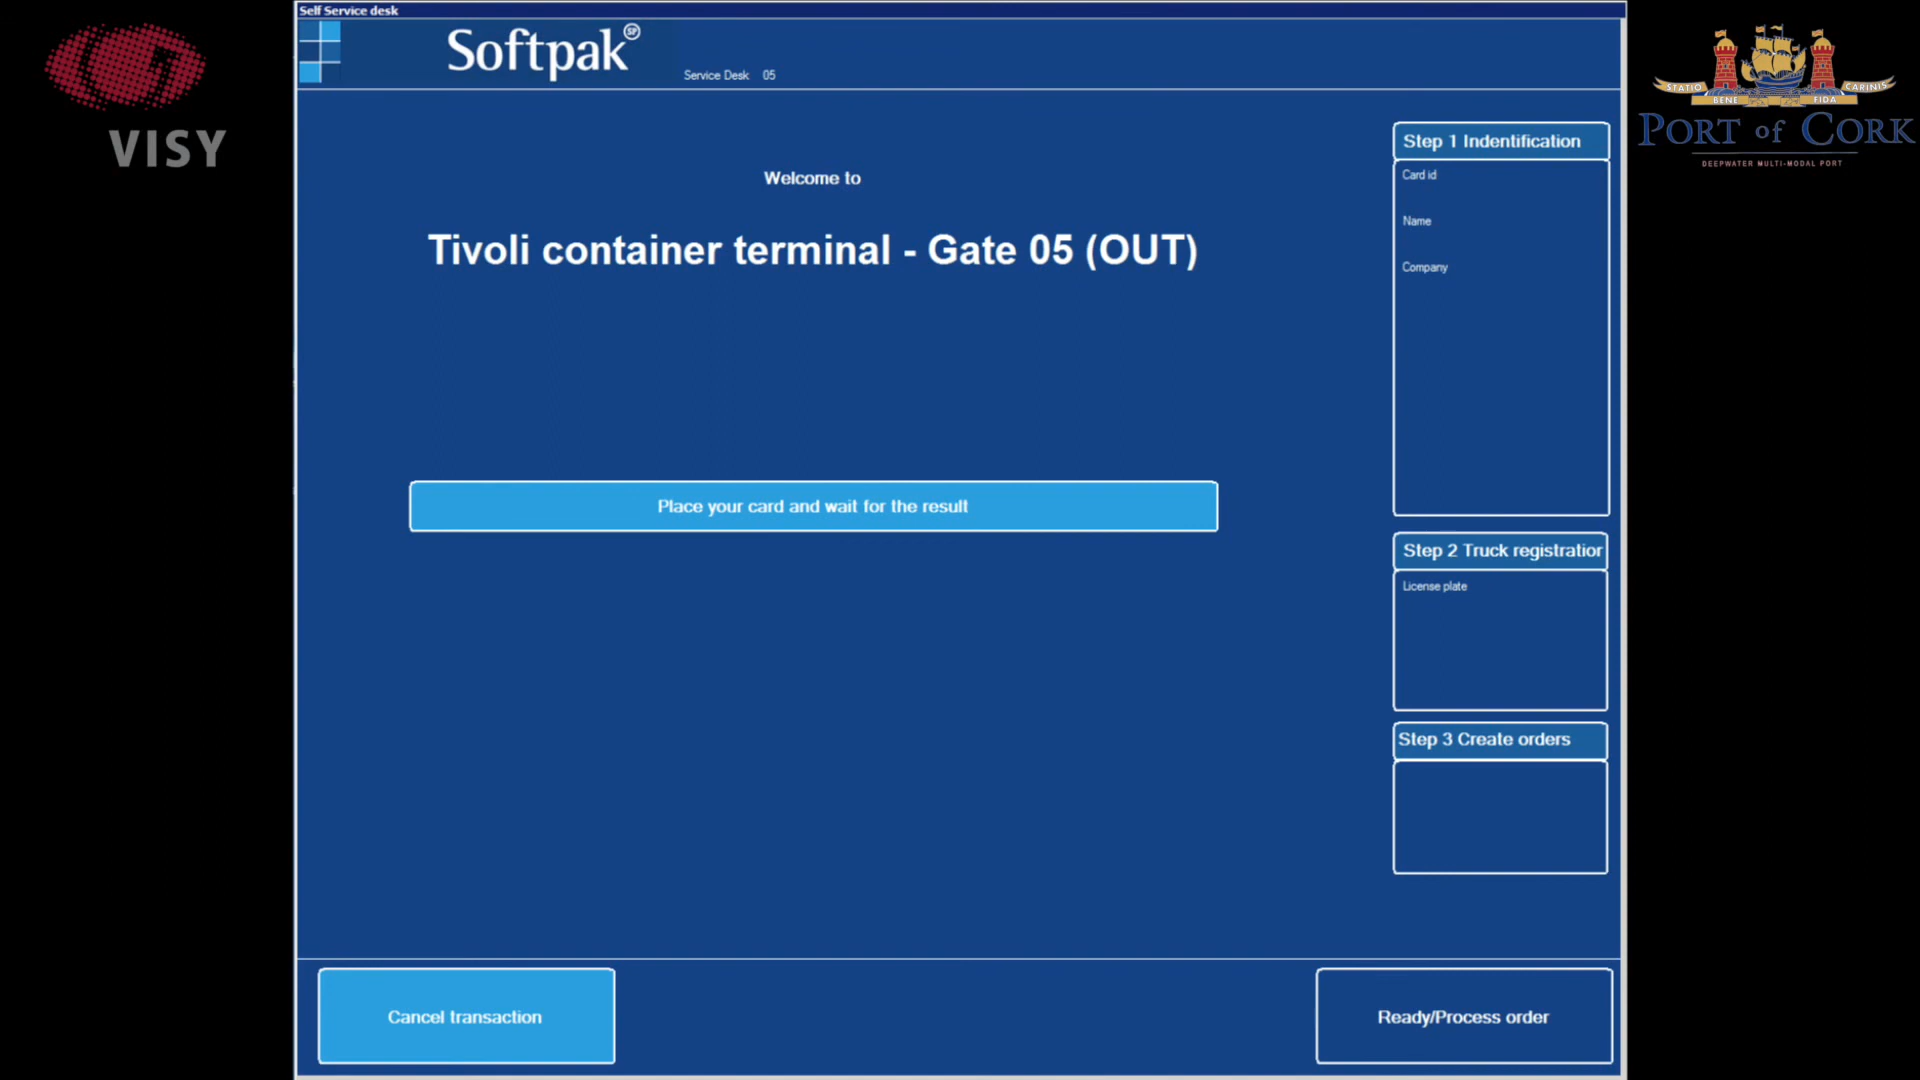 Self Service desk
Softpak SP
Service Desk 05
VISY
STATIO BENE FIDA CARINIS
PORT of CORK
DEEPWATER MULTI-MODAL PORT
Welcome to
Tivoli container terminal - Gate 05 (OUT)
Place your card and wait for the result
Step 1 Indentification
Card id
Name
Company
Step 2 Truck registratior
License plate
Step 3 Create orders
Cancel transaction
Ready/Process order